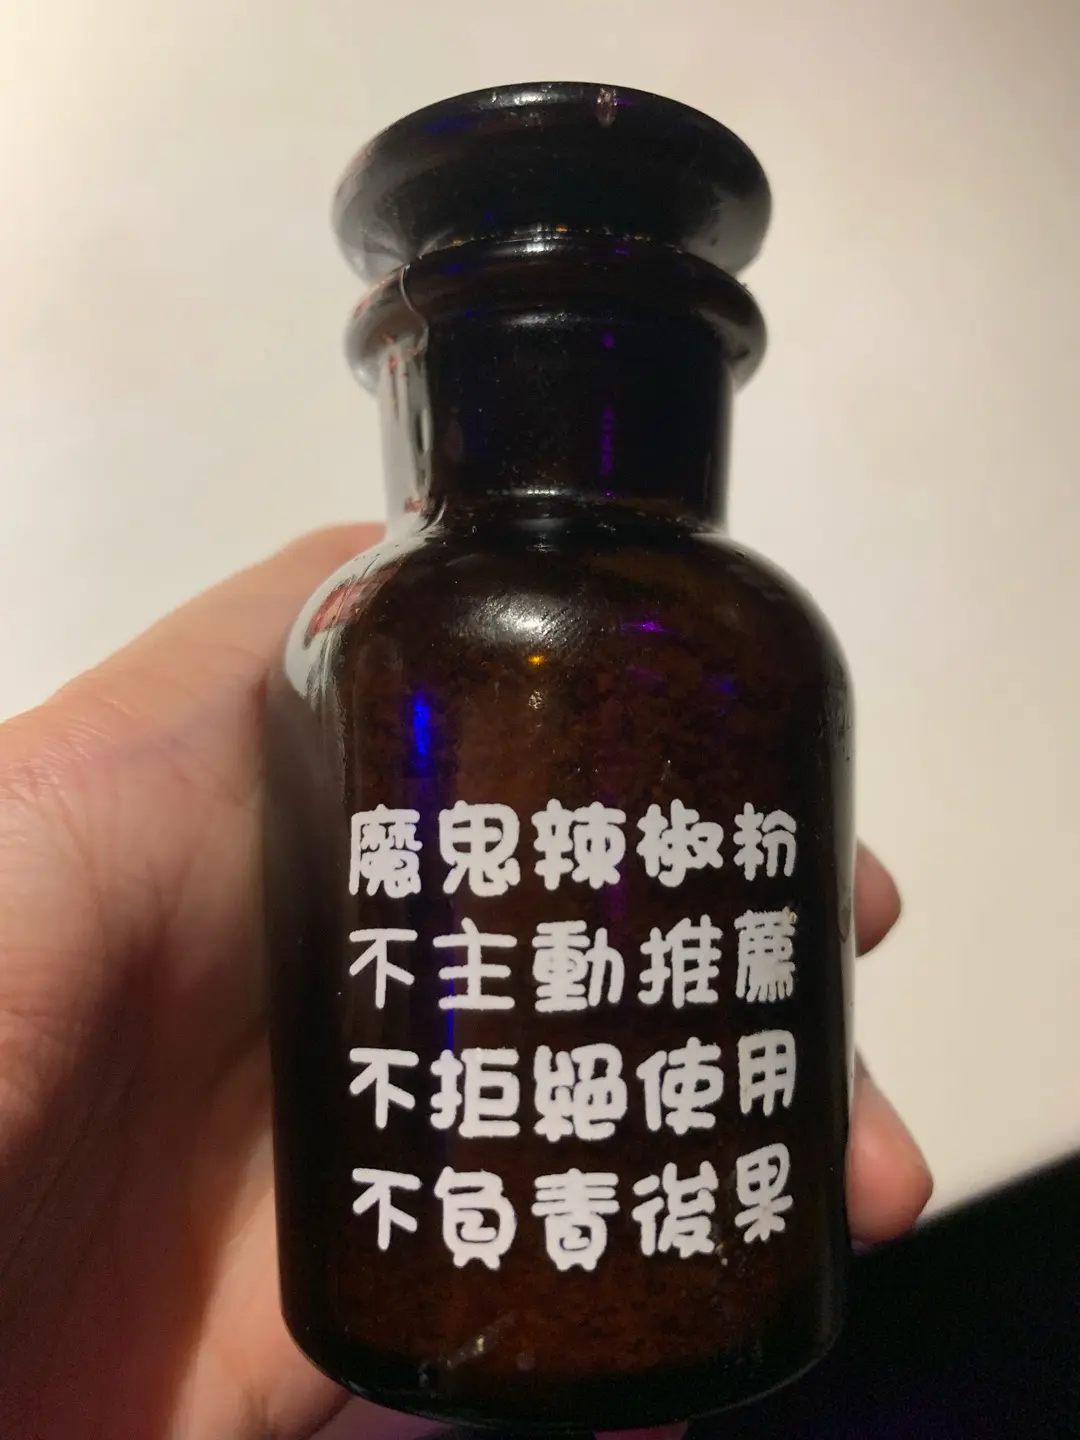 魔鬼辣椒粉
不主動推薦
不拒絕使用
不負責後果